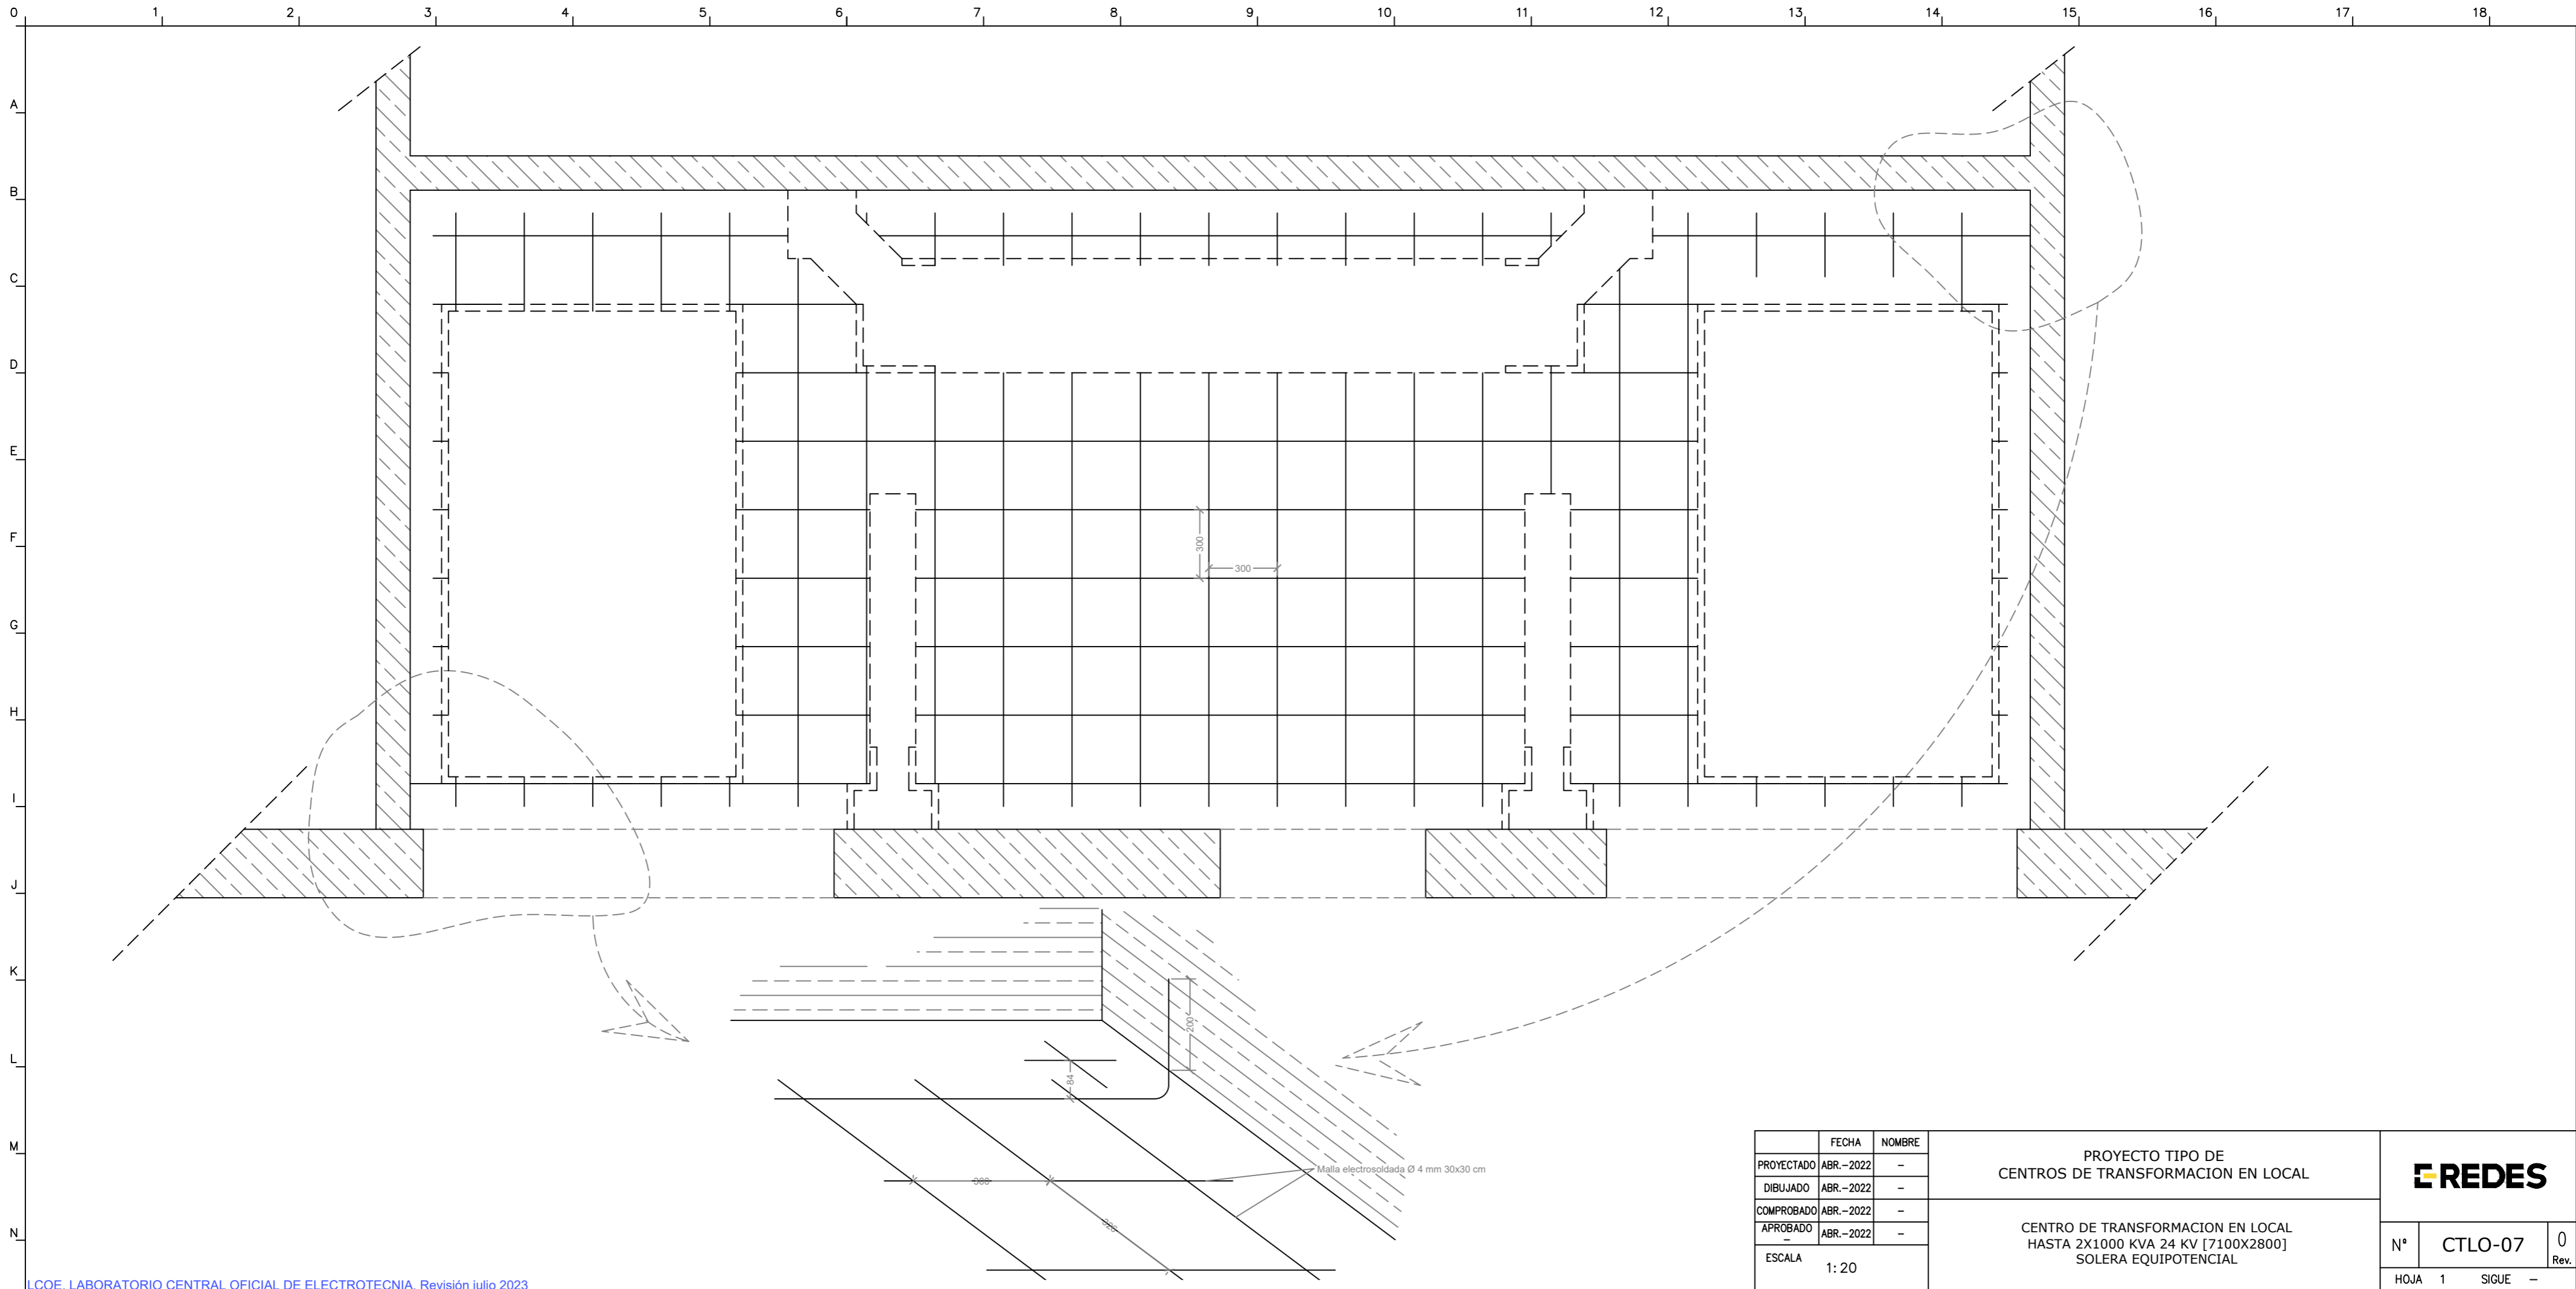 0 1 2 3 4 5 6 7 8 9 10 11 12 13 14 15 16 17 18
A
B
C
D
E
F
G
H
I
J
K
L
M
N
300
300
200
84
300
Malla electrosoldada Ø 4 mm 30x30 cm
FECHA NOMBRE
PROYECTADO ABR.-2022 -
DIBUJADO ABR.-2022 -
COMPROBADO ABR.-2022 -
APROBADO - ABR.-2022 -
ESCALA
1:20
PROYECTO TIPO DE
CENTROS DE TRANSFORMACION EN LOCAL
CENTRO DE TRANSFORMACION EN LOCAL
HASTA 2X1000 KVA 24 KV [7100X2800]
SOLERA EQUIPOTENCIAL
E-REDES
Nº CTLO-07 0
Rev.
HOJA 1 SIGUE -
LCOE. LABORATORIO CENTRAL OFICIAL DE ELECTROTECNIA. Revisión julio 2023